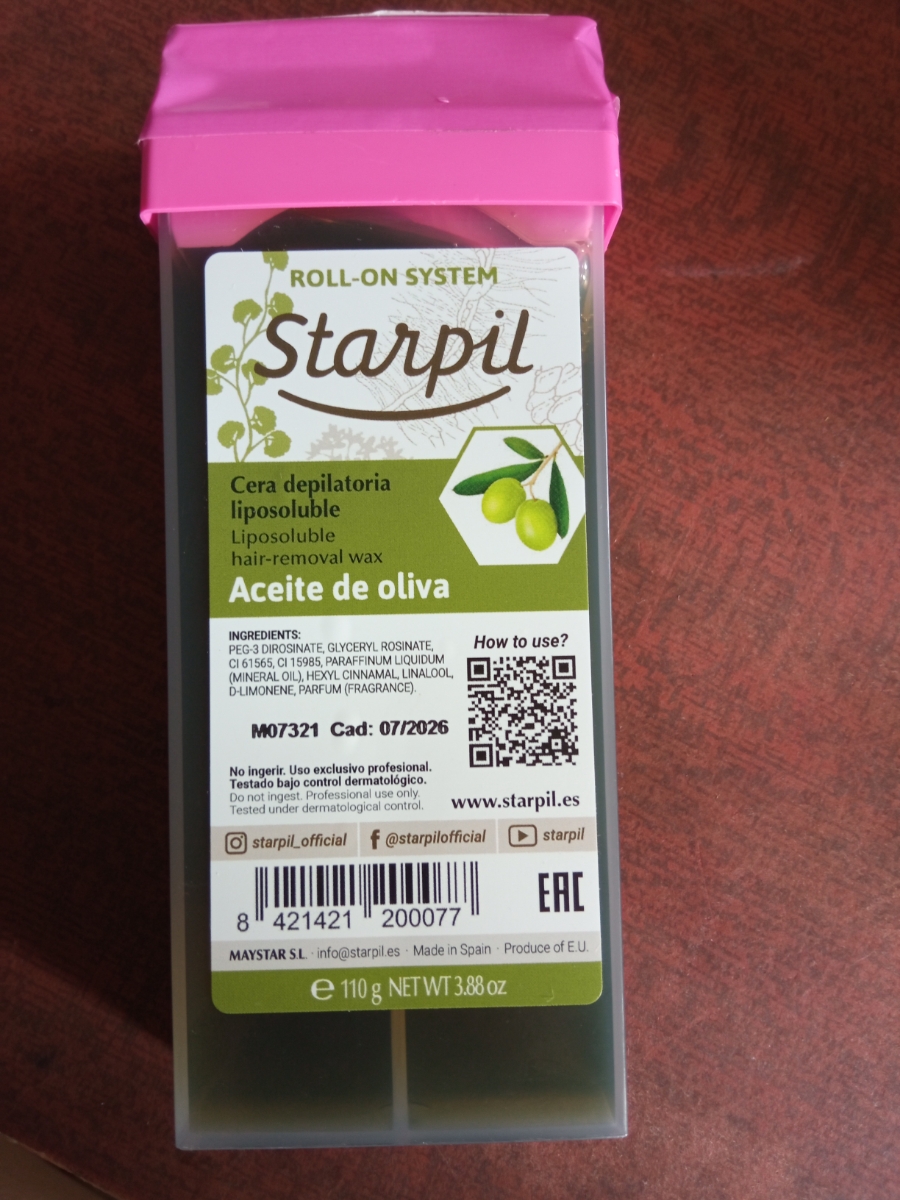 ROLL-ON SYSTEM
Starpil
Cera depilatoria
liposoluble
Liposoluble
hair-removal wax
Aceite de oliva
INGREDIENTS:
PEG-3 DIROSINATE, GLYCERYL ROSINATE,
CI 61565, CI 15985, PARAFFINUM LIQUIDUM
(MINERAL OIL), HEXYL CINNAMAL, LINALOOL,
D-LIMONENE, PARFUM (FRAGRANCE).
How to use?
M07321 Cad: 07/2026
No ingerir. Uso exclusivo profesional.
Testado bajo control dermatológico.
Do not ingest. Professional use only.
Tested under dermatological control.
www.starpil.es
starpil_official f @starpilofficial starpil
8 421421 200077
EAC
MAYSTAR S.L. · info@starpil.es · Made in Spain · Produce of E.U.
℮ 110 g NET WT 3.88 oz